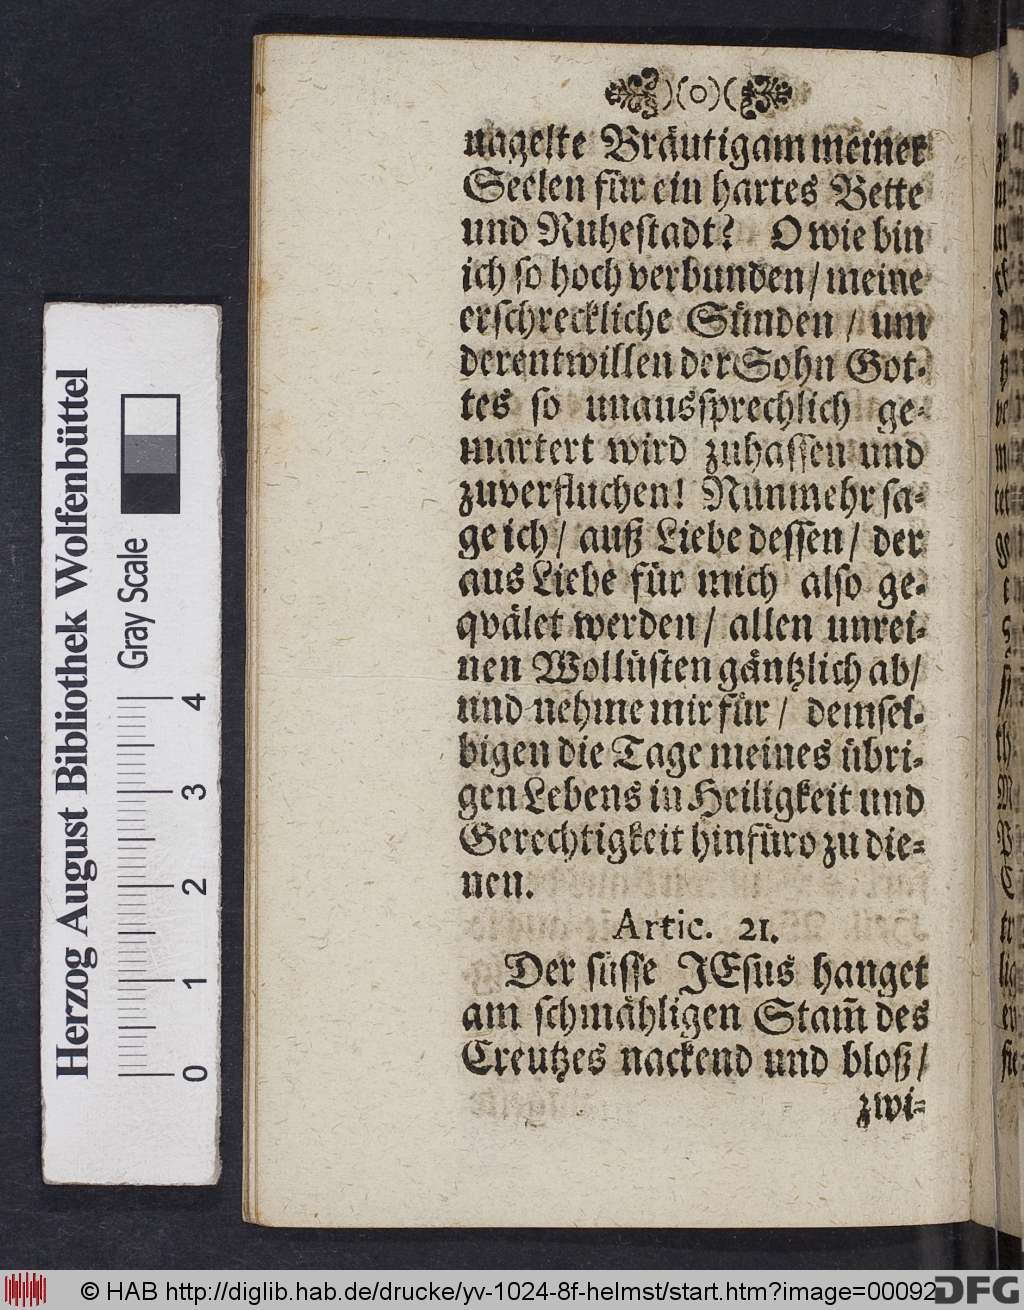 )(o)(
nagelte Bräutigam meiner
Seelen für ein hartes Bette
und Ruhestadt? O wie bin
ich so hoch verbunden / meine
erschreckliche Sünden / um
derentwillen der Sohn Got-
tes so unaussprechlich ge-
martert wird zuhassen und
zuverfluchen! Nunmehr sa-
ge ich / auß Liebe dessen / der
aus Liebe für mich also ge-
qvälet werden / allen unrei-
nen Wollüsten gäntzlich ab /
und nehme mir für / demsel-
bigen die Tage meines übri-
gen Lebens in Heiligkeit und
Gerechtigkeit hinfüro zu die-
nen.
Artic. 21.
Der süsse JEsus hanget
am schmähligen Stam̃ des
Creutzes nackend und bloß /
zwi-
Herzog August Bibliothek Wolfenbüttel
Gray Scale
0 1 2 3 4
© HAB http://diglib.hab.de/drucke/yv-1024-8f-helmst/start.htm?image=00092
DFG